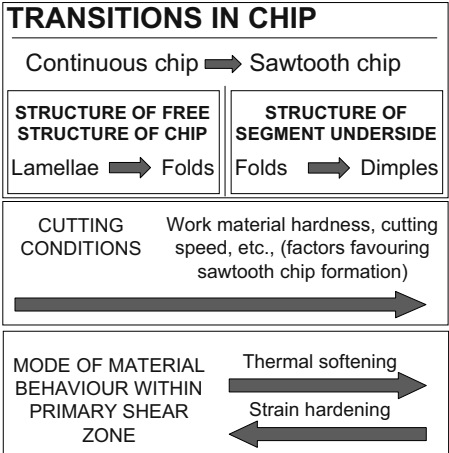 TRANSITIONS IN CHIP
Continuous chip Sawtooth chip
STRUCTURE OF FREE
STRUCTURE OF CHIP
Lamellae Folds
STRUCTURE OF
SEGMENT UNDERSIDE
Folds Dimples
CUTTING
CONDITIONS
Work material hardness, cutting
speed, etc., (factors favouring
sawtooth chip formation)
MODE OF MATERIAL
BEHAVIOUR WITHIN
PRIMARY SHEAR
ZONE
Thermal softening
Strain hardening